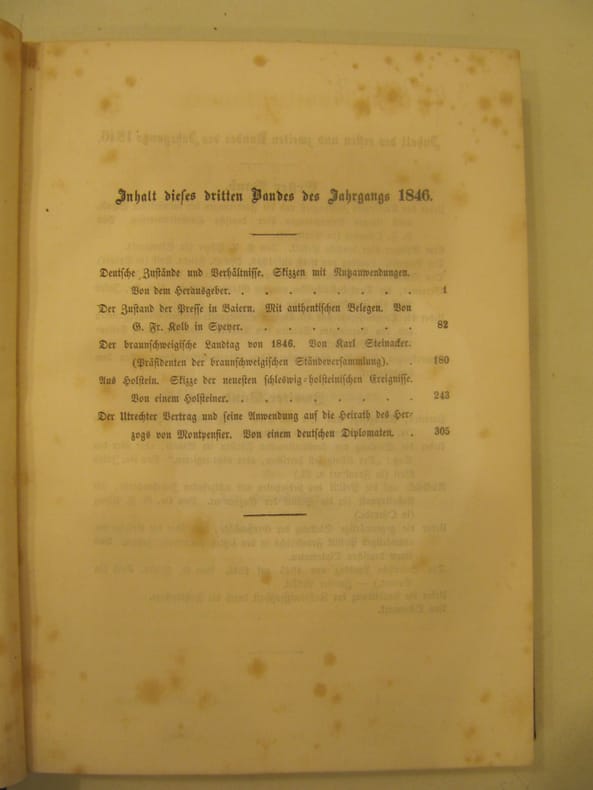 Inhalt dieses dritten Bandes des Jahrgangs 1846.
Deutsche Zustände und Verhältnisse. Skizzen mit Nutzanwendungen.
Von dem Herausgeber. . . . . . . . 1
Der Zustand der Presse in Baiern. Mit authentischen Belegen. Von
G. Fr. Kolb in Speyer. . . . . . . . 82
Der braunschweigische Landtag von 1846. Von Karl Steinacker.
(Präsidenten der braunschweigischen Ständeversammlung). . 180
Aus Holstein. Skizze der neuesten schleswig-holsteinischen Ereignisse.
Von einem Holsteiner. . . . . . . . 243
Der Utrechter Vertrag und seine Anwendung auf die Heirath des Her-
zogs von Montpensier. Von einem deutschen Diplomaten. . 305